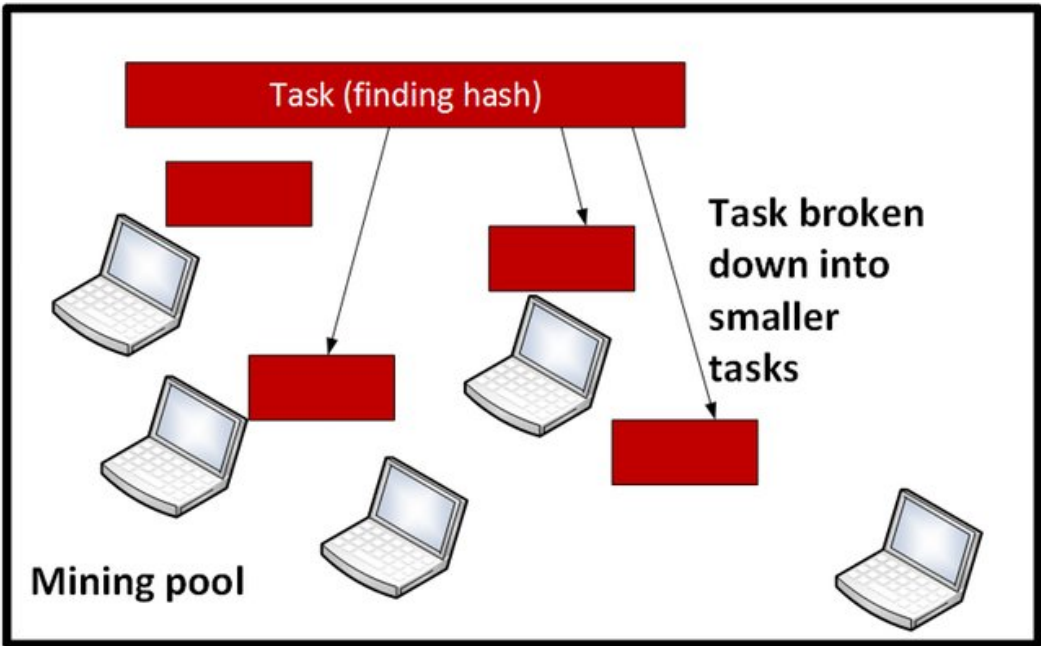 Task (finding hash)
Task broken
down into
smaller
tasks
Mining pool